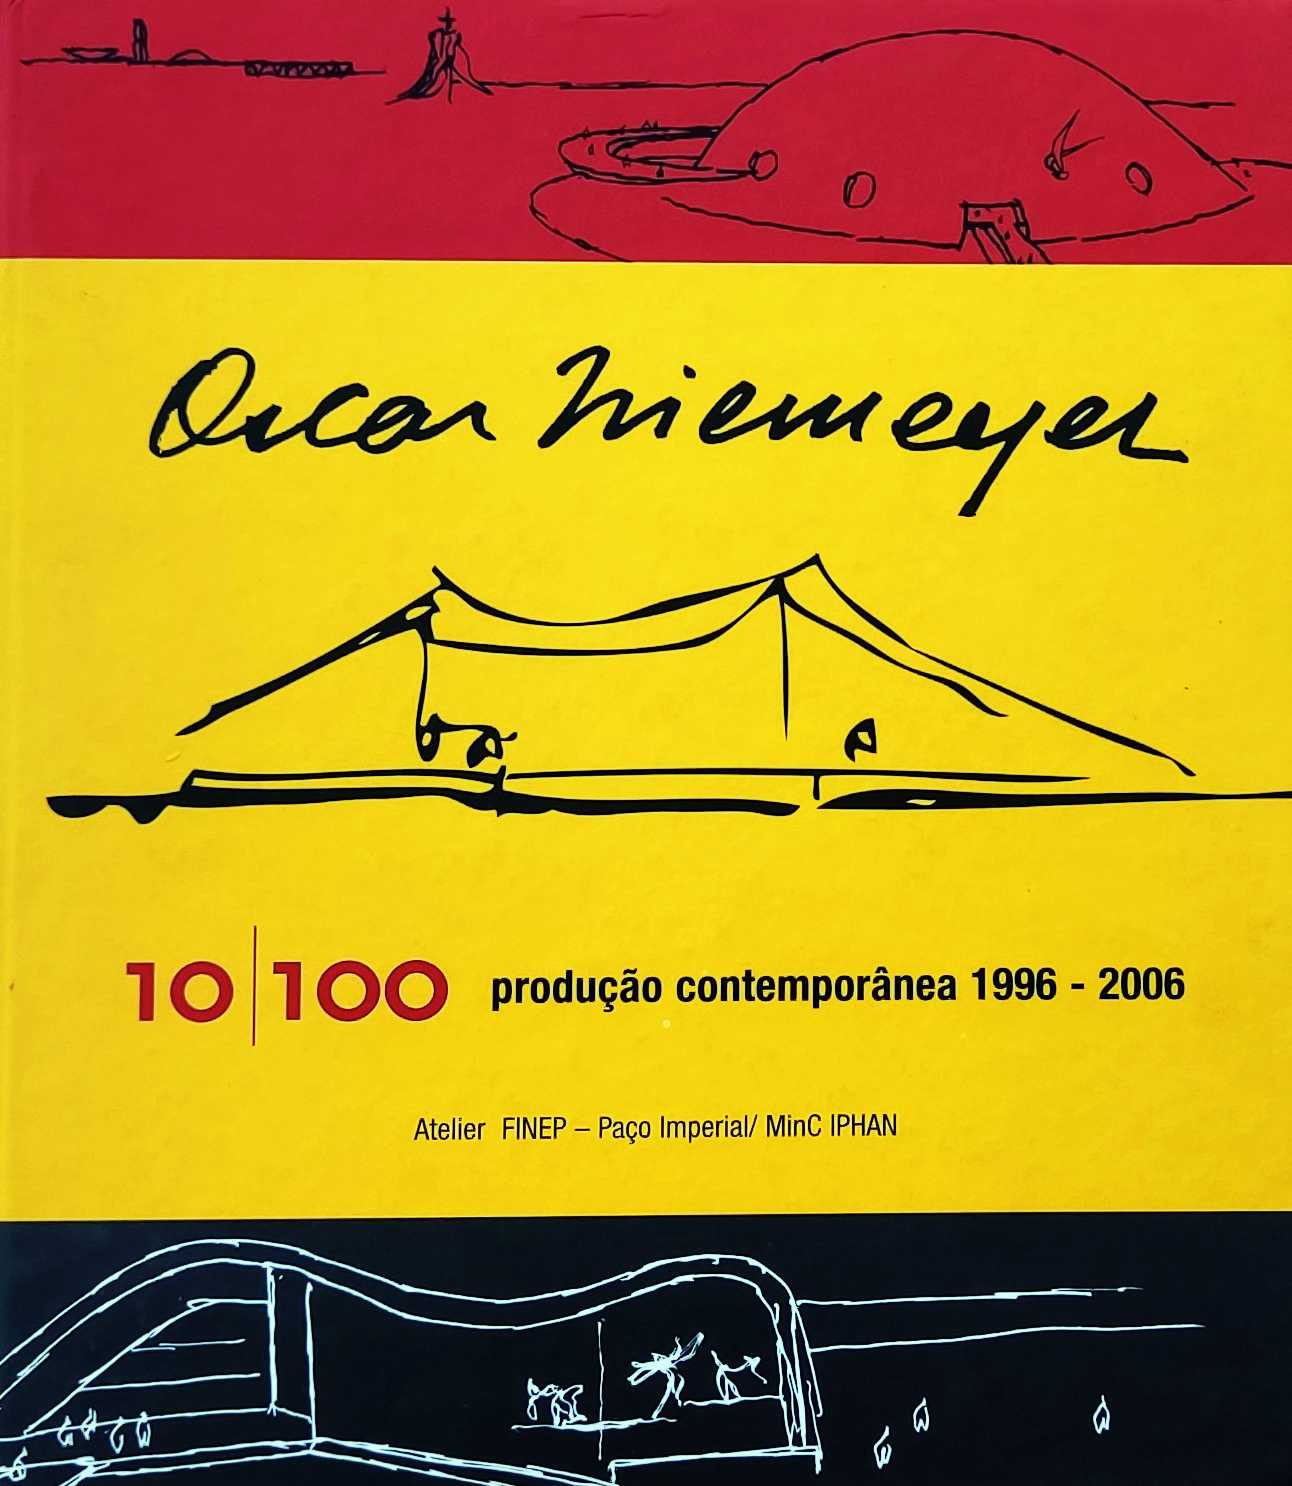 Oscar Niemeyer
10|100 produção contemporânea 1996 - 2006
Atelier FINEP – Paço Imperial/ MinC IPHAN